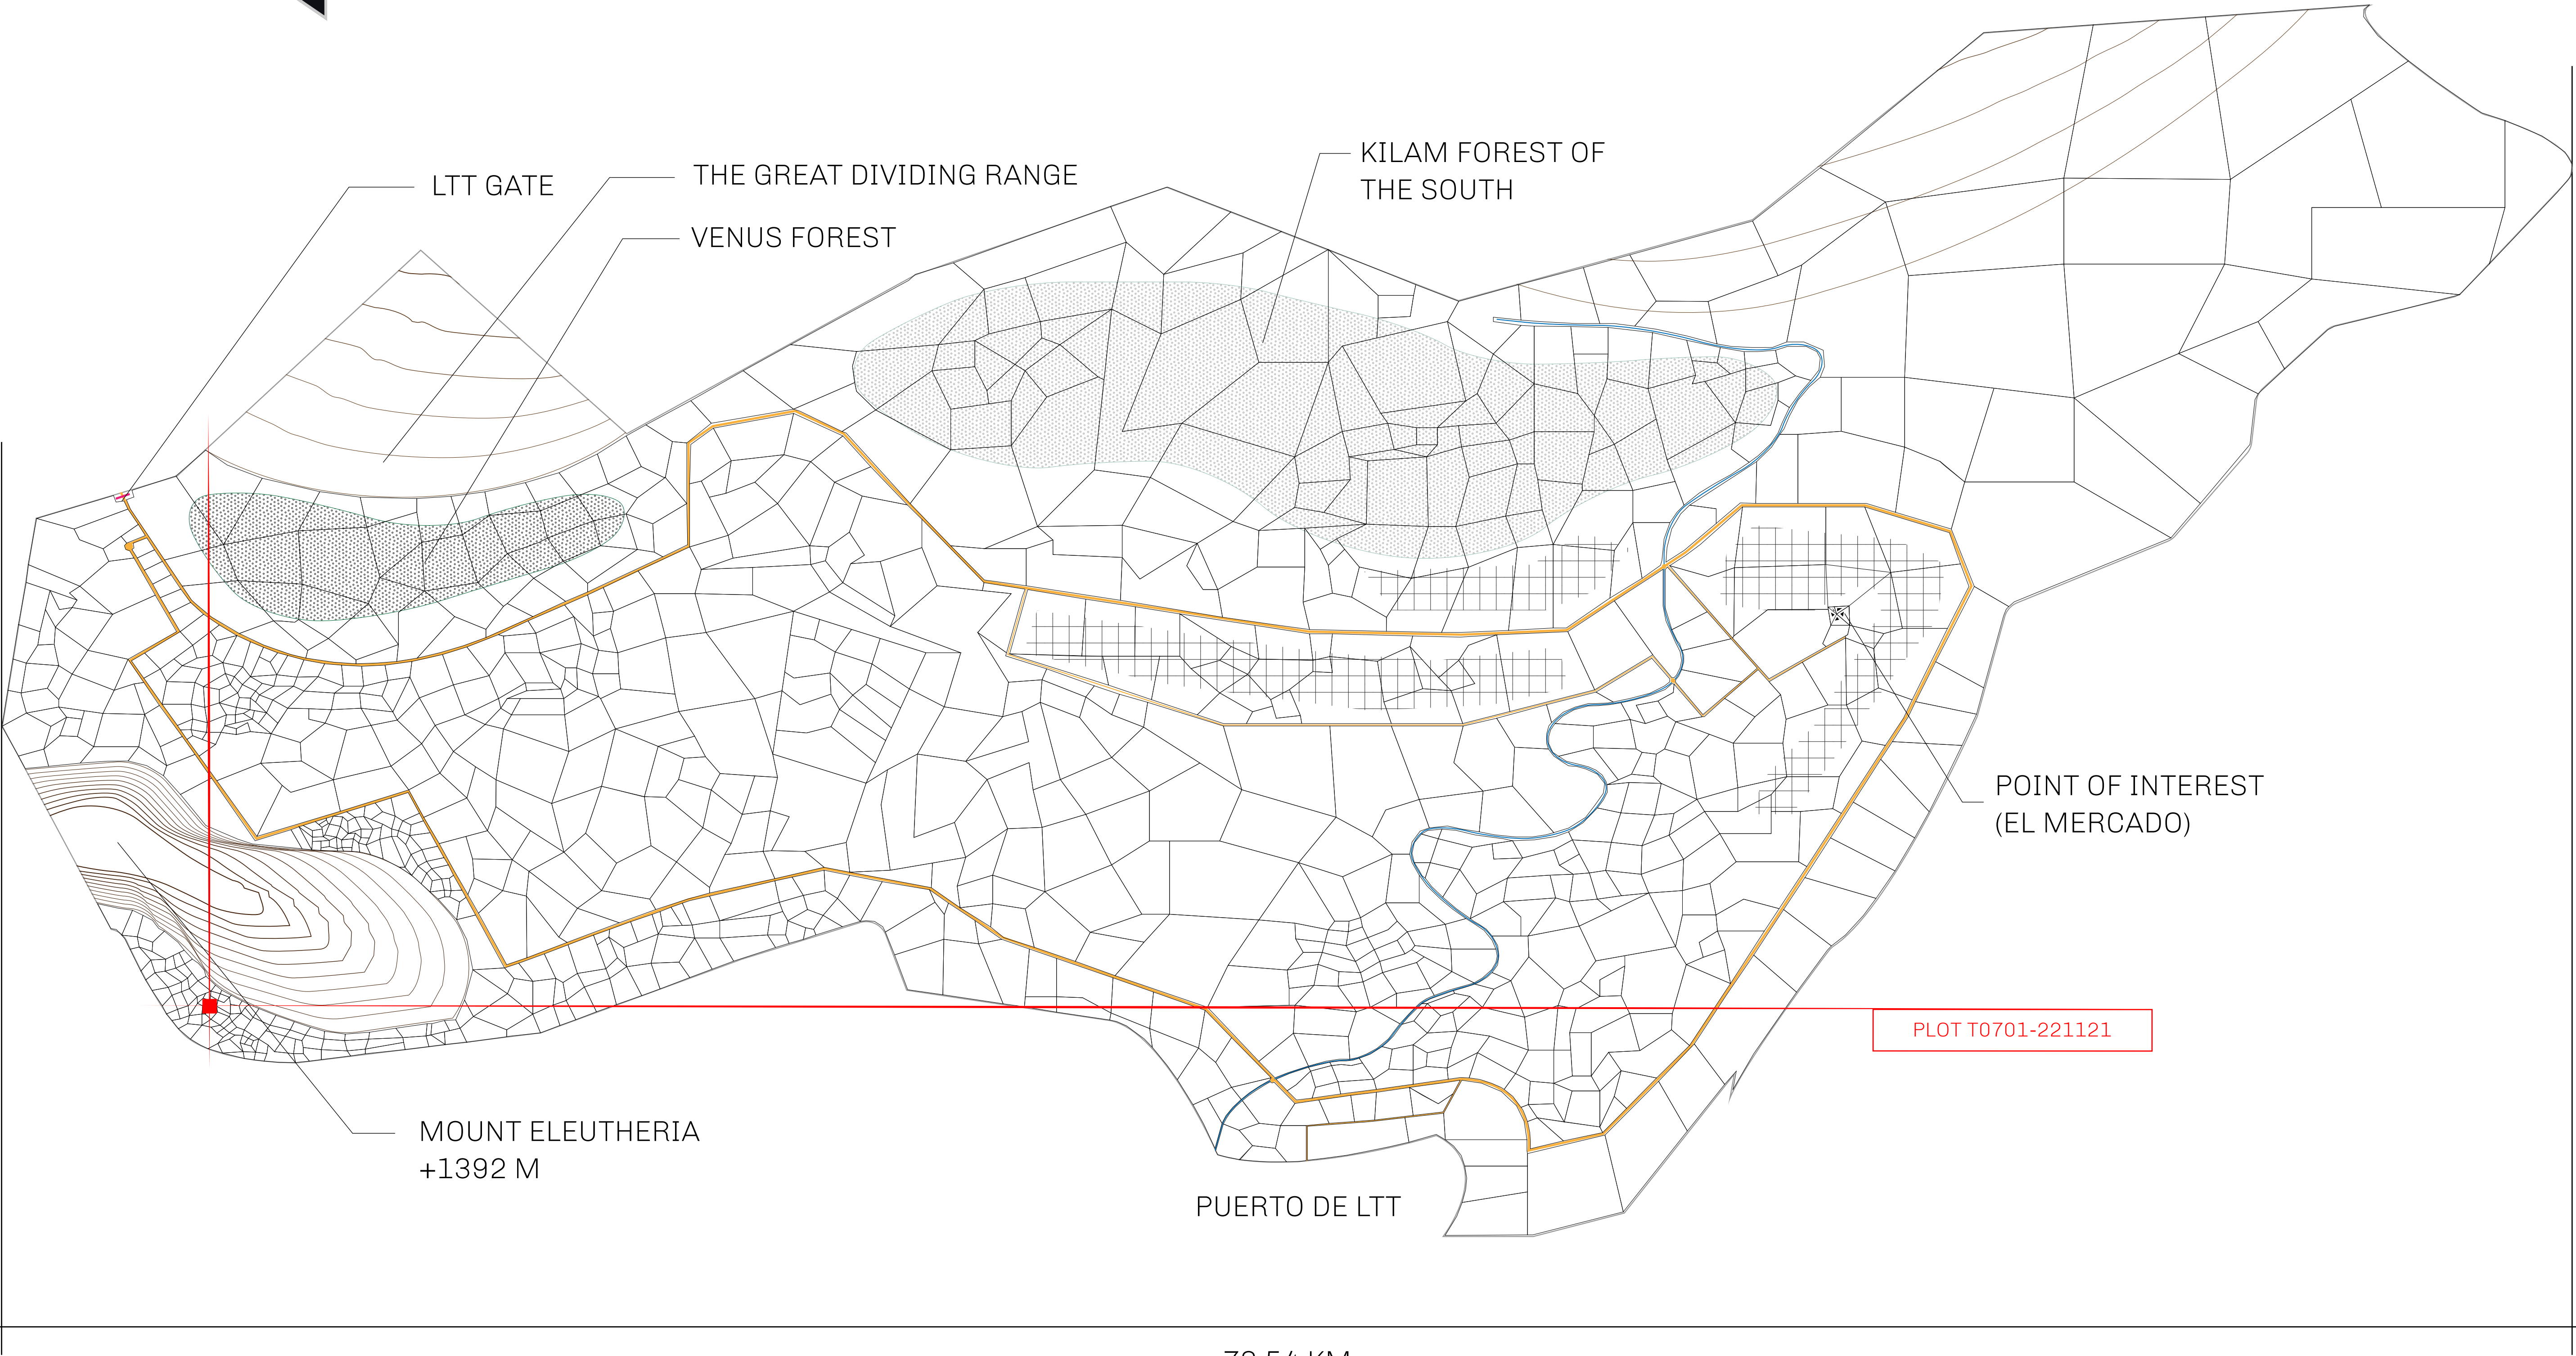 KILAM FOREST OF
THE SOUTH
THE GREAT DIVIDING RANGE
LTT GATE
VENUS FOREST
POINT OF INTEREST
(EL MERCADO)
PLOT T0701-221121
MOUNT ELEUTHERIA
+1392 M
PUERTO DE LTT
KM